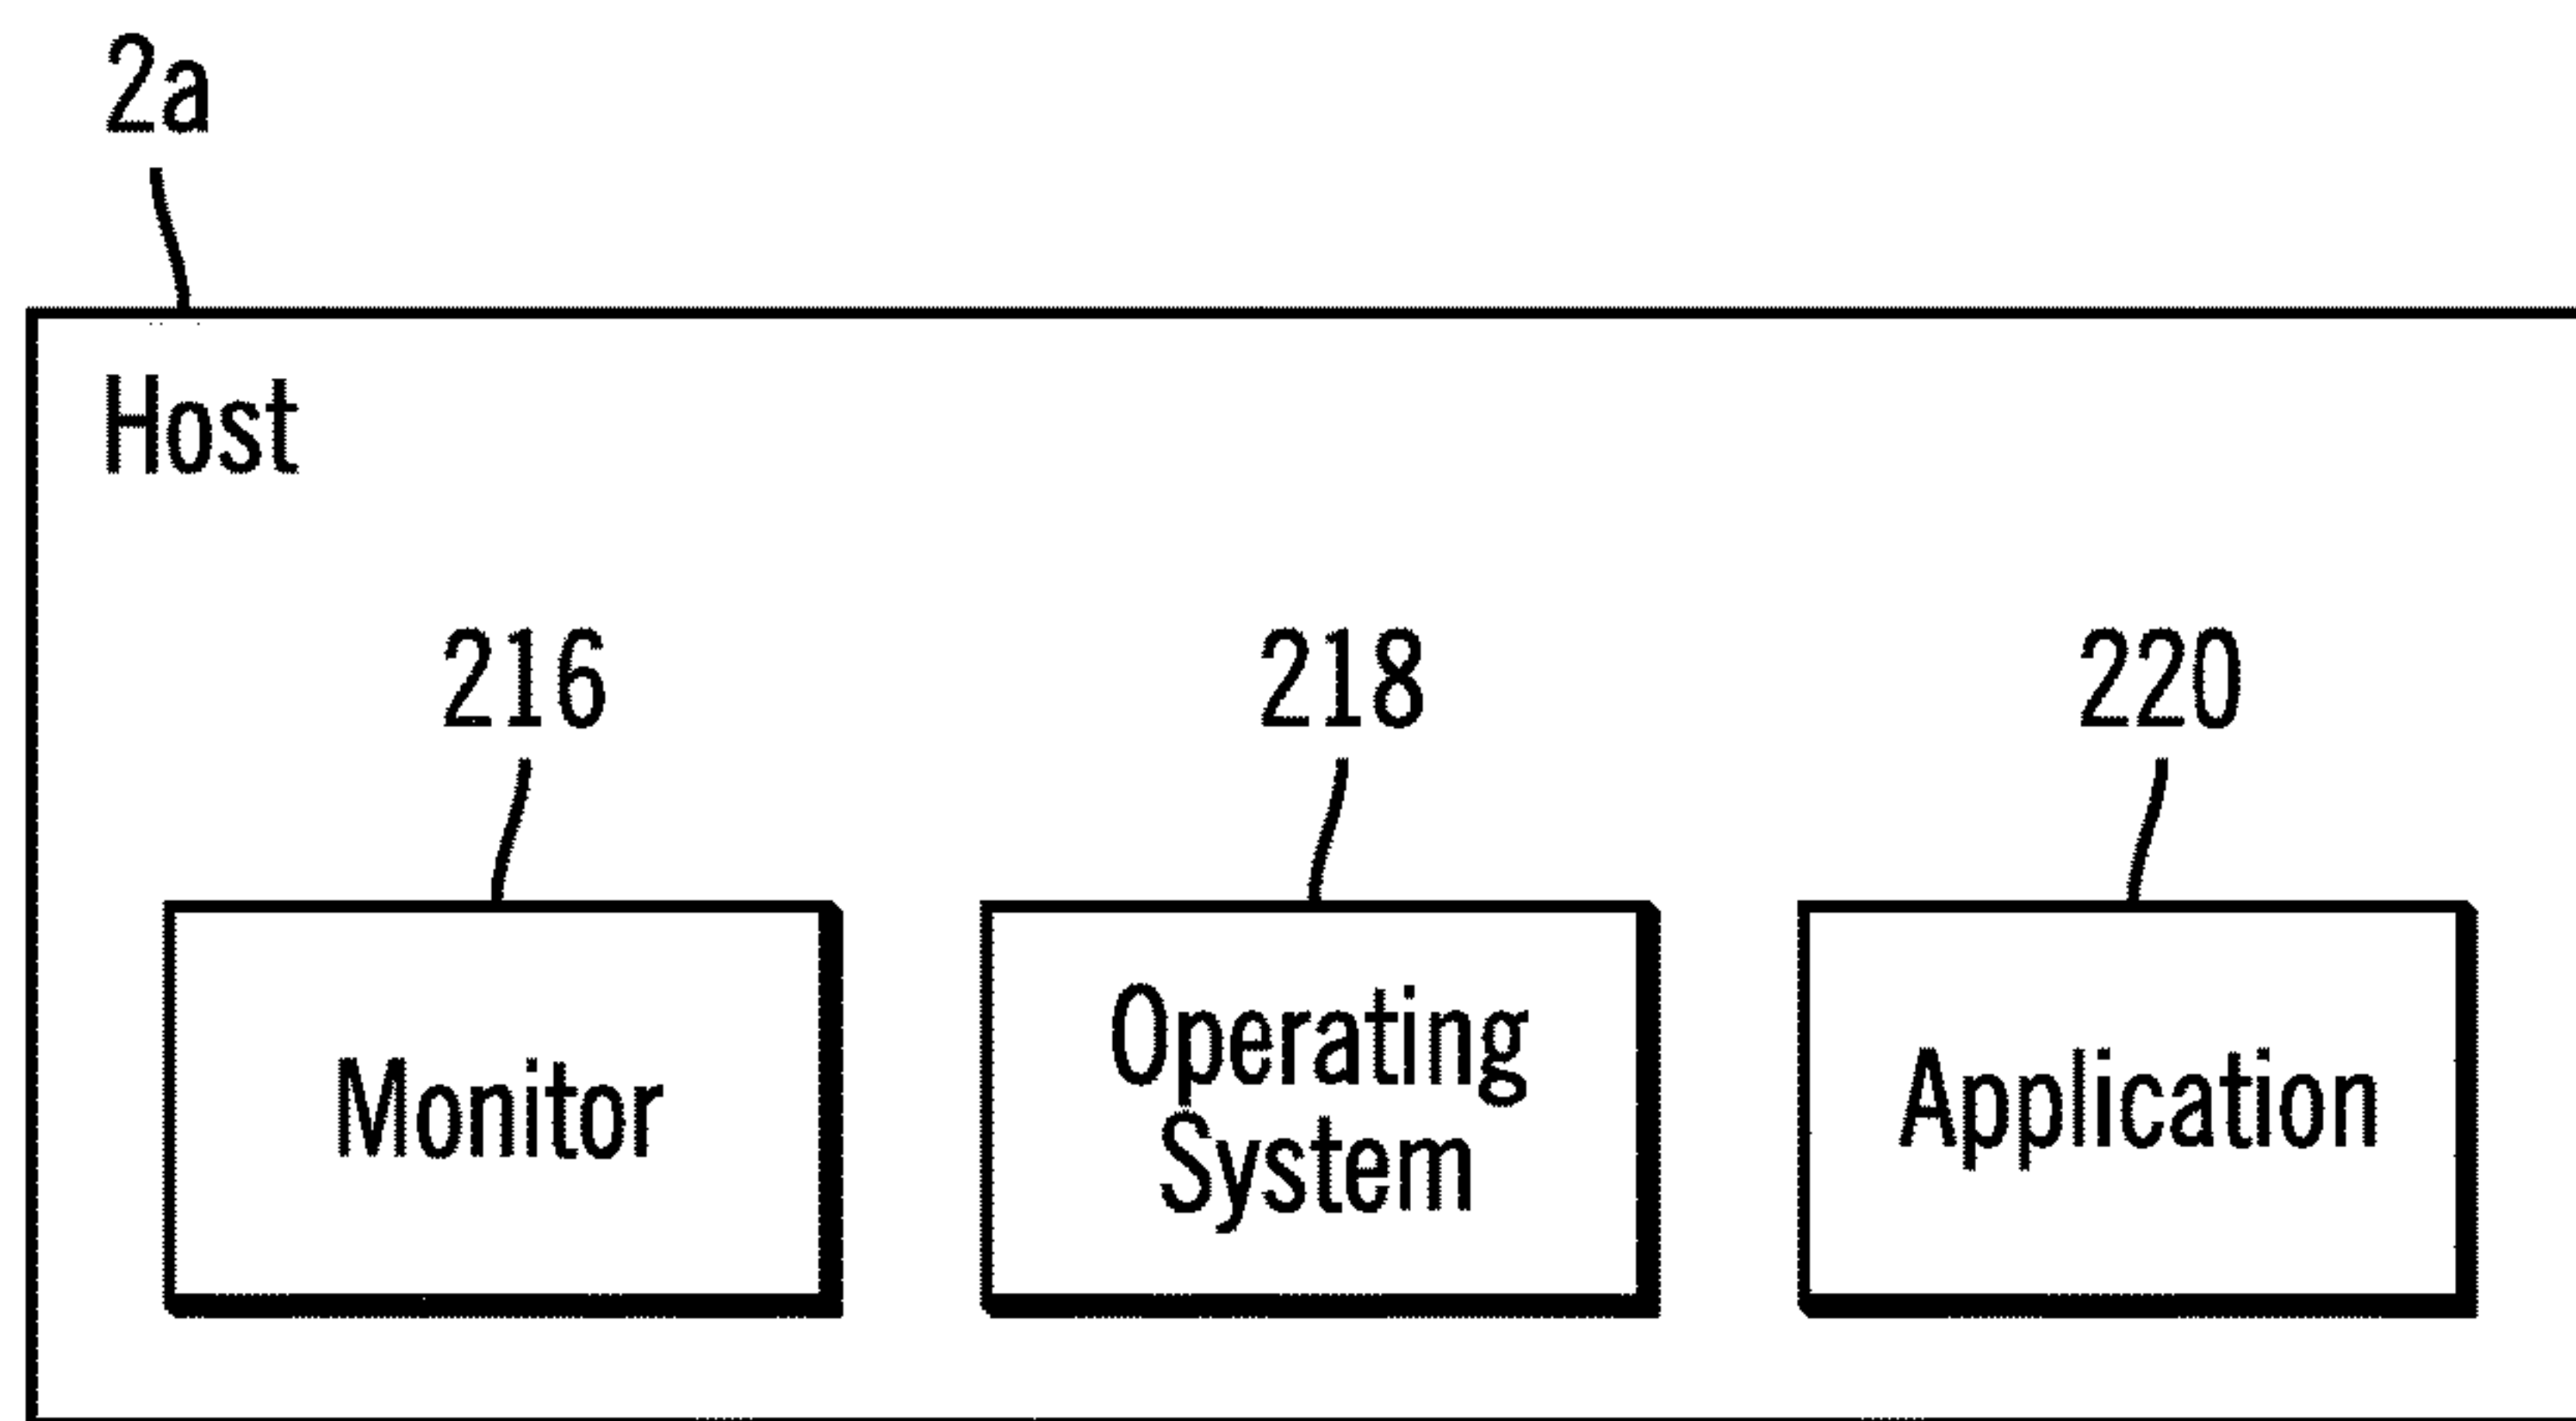 2a
Host
216
218
220
Monitor
Operating
System
Application